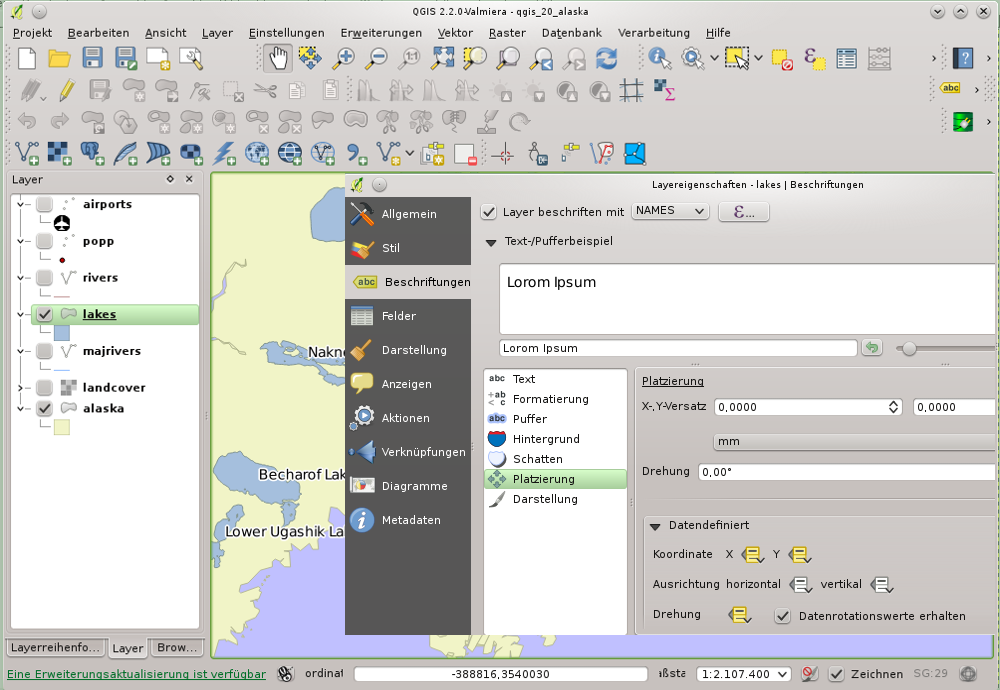 QGIS 2.2.0-Valmiera - qgis_20_alaska
Projekt Bearbeiten Ansicht Layer Einstellungen Erweiterungen Vektor Raster Datenbank Verarbeitung Hilfe
abc
Layer
airports
popp
rivers
lakes
majrivers
landcover
alaska
Layerreihenfo... Layer Brow...
Nakne
Becharof Lak
Lower Ugashik La
Layereigenschaften - lakes | Beschriftungen
Allgemein
Stil
abc Beschriftungen
Felder
Darstellung
Anzeigen
Aktionen
Verknüpfungen
Diagramme
Metadaten
Layer beschriften mit NAMES ε...
Text-/Pufferbeispiel
Lorom Ipsum
Lorom Ipsum
abc Text
+ab < c Formatierung
abc Puffer
Hintergrund
Schatten
Platzierung
Darstellung
Platzierung
X-,Y-Versatz 0,0000 0,0000
mm
Drehung 0,00°
Datendefiniert
Koordinate X Y
Ausrichtung horizontal vertikal
Drehung Datenrotationswerte erhalten
Eine Erweiterungsaktualisierung ist verfügbar ordinat -388816,3540030 ißsta 1:2.107.400 Zeichnen SG:29